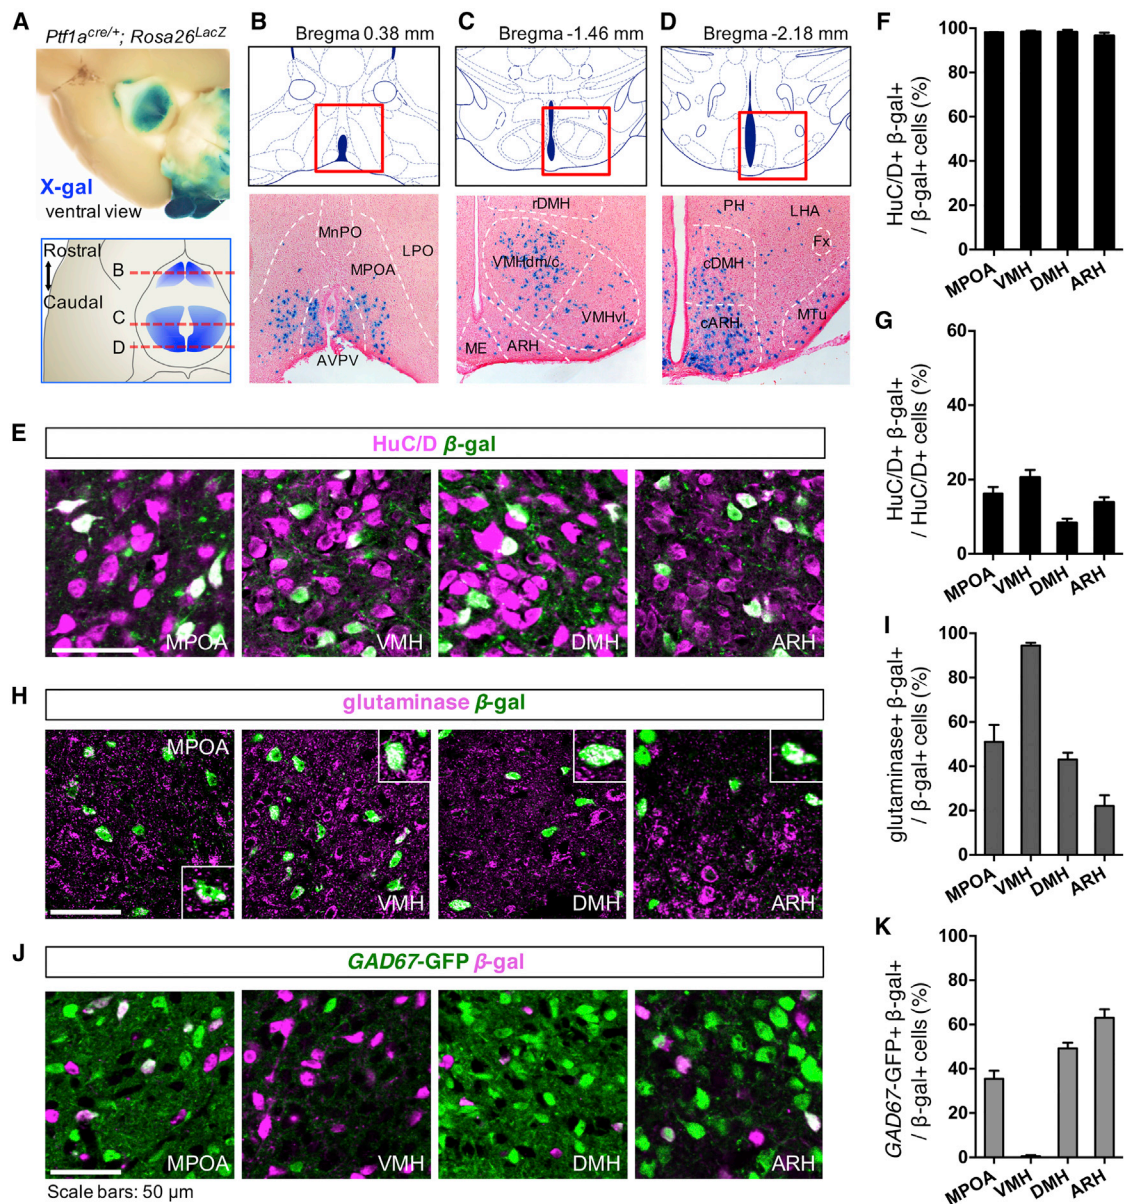 A
Ptf1acre/+; Rosa26LacZ
X-gal
ventral view
Rostral
Caudal
B
C
D
B
Bregma 0.38 mm
MnPO
LPO
MPOA
AVPV
C
Bregma -1.46 mm
rDMH
VMHdm/c
VMHvl
ME
ARH
D
Bregma -2.18 mm
PH
LHA
Fx
cDMH
cARH
MTu
E
HuC/D β-gal
MPOA
VMH
DMH
ARH
F
HuC/D+ β-gal+
/ β-gal+ cells (%)
100
80
60
40
20
0
MPOA
VMH
DMH
ARH
G
HuC/D+ β-gal+
/ HuC/D+ cells (%)
60
40
20
0
MPOA
VMH
DMH
ARH
H
glutaminase β-gal
MPOA
VMH
DMH
ARH
I
glutaminase+ β-gal+
/ β-gal+ cells (%)
100
80
60
40
20
0
MPOA
VMH
DMH
ARH
J
GAD67-GFP β-gal
MPOA
VMH
DMH
ARH
Scale bars: 50 µm
K
GAD67-GFP+ β-gal+
/ β-gal+ cells (%)
100
80
60
40
20
0
MPOA
VMH
DMH
ARH